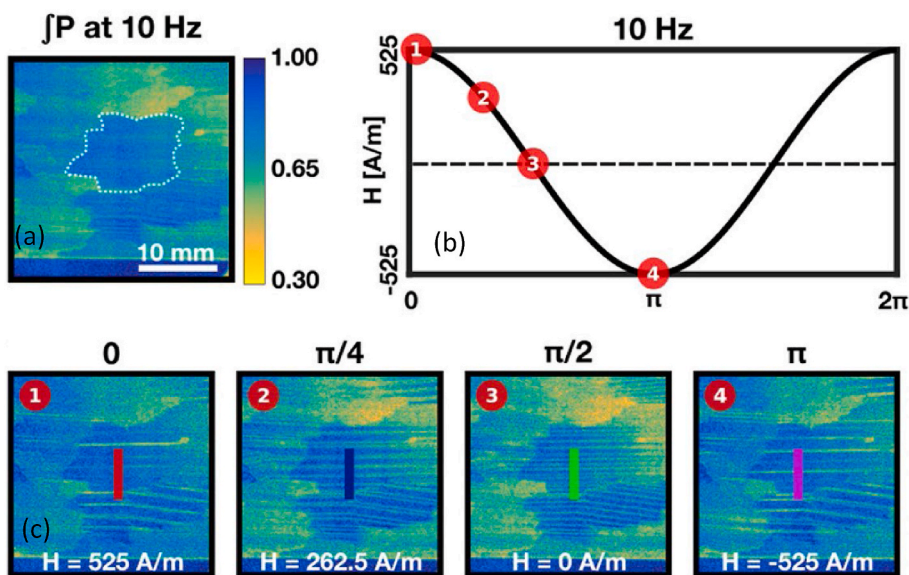 ∫P at 10 Hz
1.00
0.65
0.30
(a)
10 mm
10 Hz
525
H [A/m]
-525
1
2
3
4
(b)
0
π
2π
0
π/4
π/2
π
1
2
3
4
(c)
H = 525 A/m
H = 262.5 A/m
H = 0 A/m
H = -525 A/m